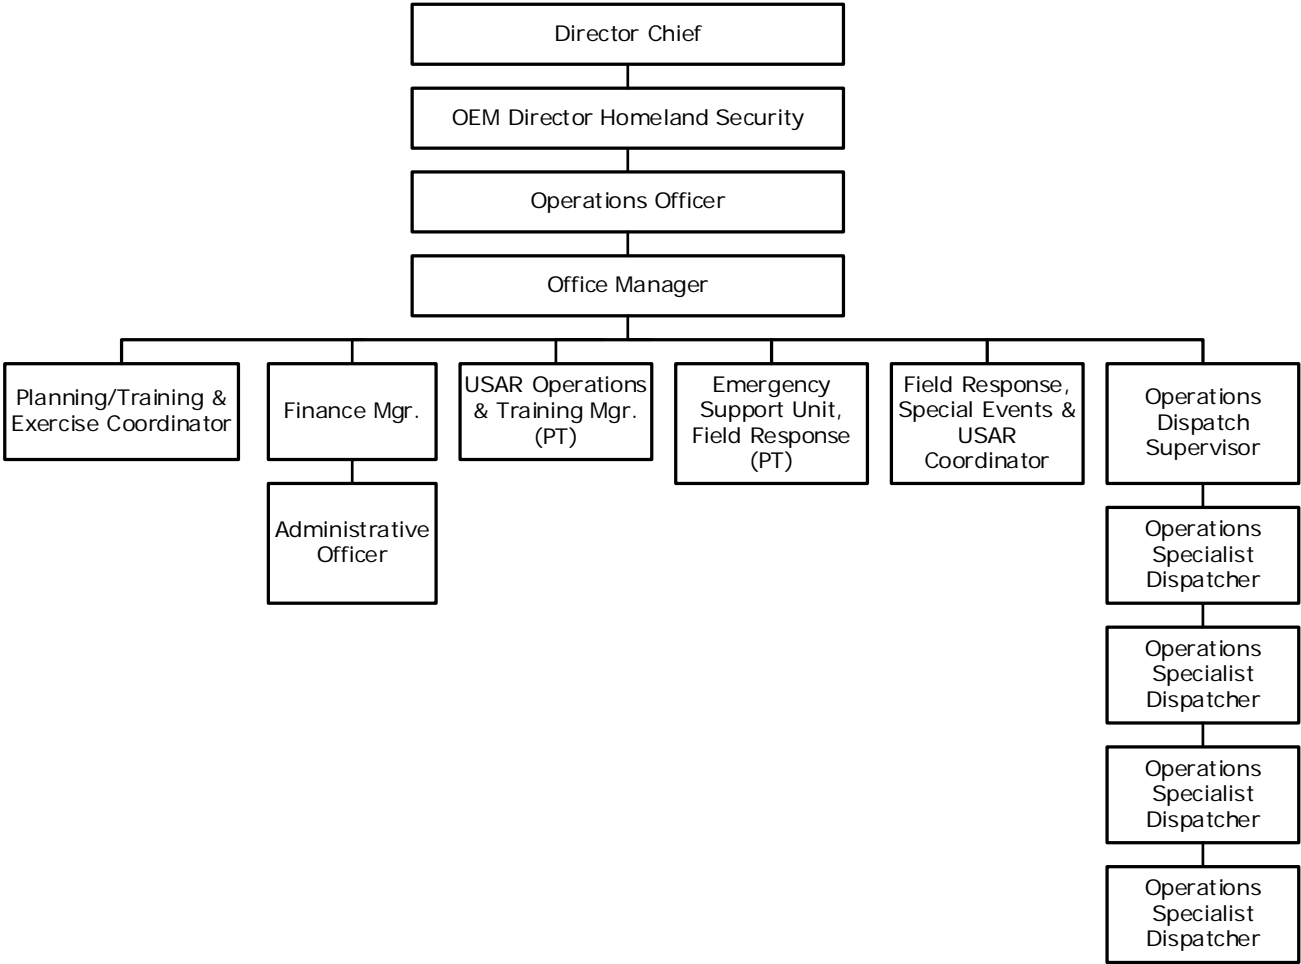 Director Chief
OEM Director Homeland Security
Operations Officer
Office Manager
Planning/Training &
Exercise Coordinator
Finance Mgr.
USAR Operations
& Training Mgr.
(PT)
Emergency
Support Unit,
Field Response
(PT)
Field Response,
Special Events &
USAR
Coordinator
Operations
Dispatch
Supervisor
Administrative
Officer
Operations
Specialist
Dispatcher
Operations
Specialist
Dispatcher
Operations
Specialist
Dispatcher
Operations
Specialist
Dispatcher